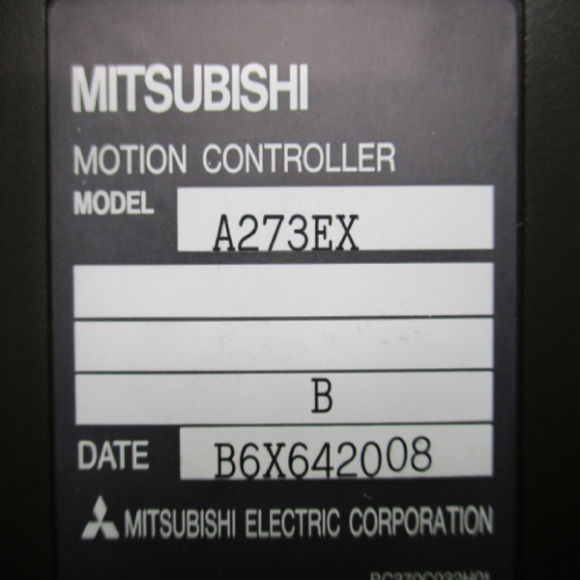 MITSUBISHI
MOTION CONTROLLER
MODEL A273EX
B
DATE B6X642008
MITSUBISHI ELECTRIC CORPORATION